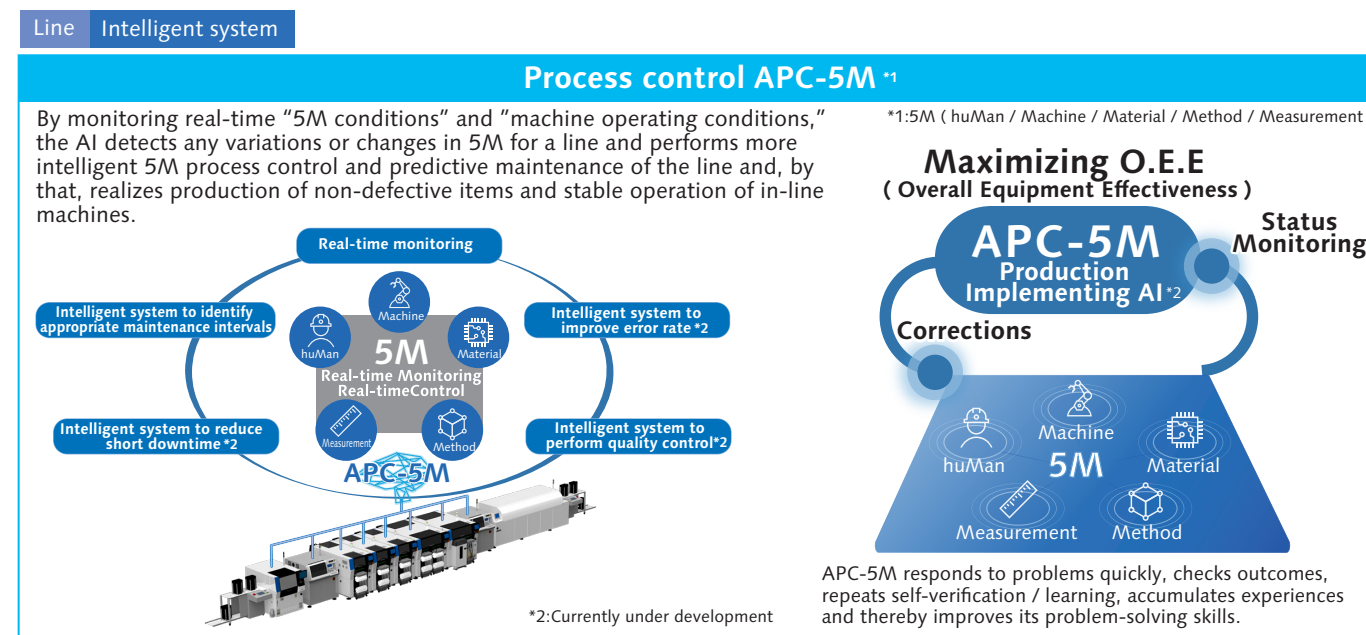 Line Intelligent system
Process control APC-5M *1
By monitoring real-time “5M conditions” and ”machine operating conditions,”
the AI detects any variations or changes in 5M for a line and performs more
intelligent 5M process control and predictive maintenance of the line and, by
that, realizes production of non-defective items and stable operation of in-line
machines.
Real-time monitoring
Intelligent system to identify
appropriate maintenance intervals
Intelligent system to
improve error rate *2
Machine
huMan
Material
5M
Real-time Monitoring
Real-timeControl
Measurement
Method
Intelligent system to reduce
short downtime *2
Intelligent system to
perform quality control*2
APC-5M
*2:Currently under development
*1:5M ( huMan / Machine / Material / Method / Measurement
Maximizing O.E.E
( Overall Equipment Effectiveness )
APC-5M
Production
Implementing AI *2
Status
Monitoring
Corrections
Machine
huMan
5M
Material
Measurement
Method
APC-5M responds to problems quickly, checks outcomes,
repeats self-verification / learning, accumulates experiences
and thereby improves its problem-solving skills.